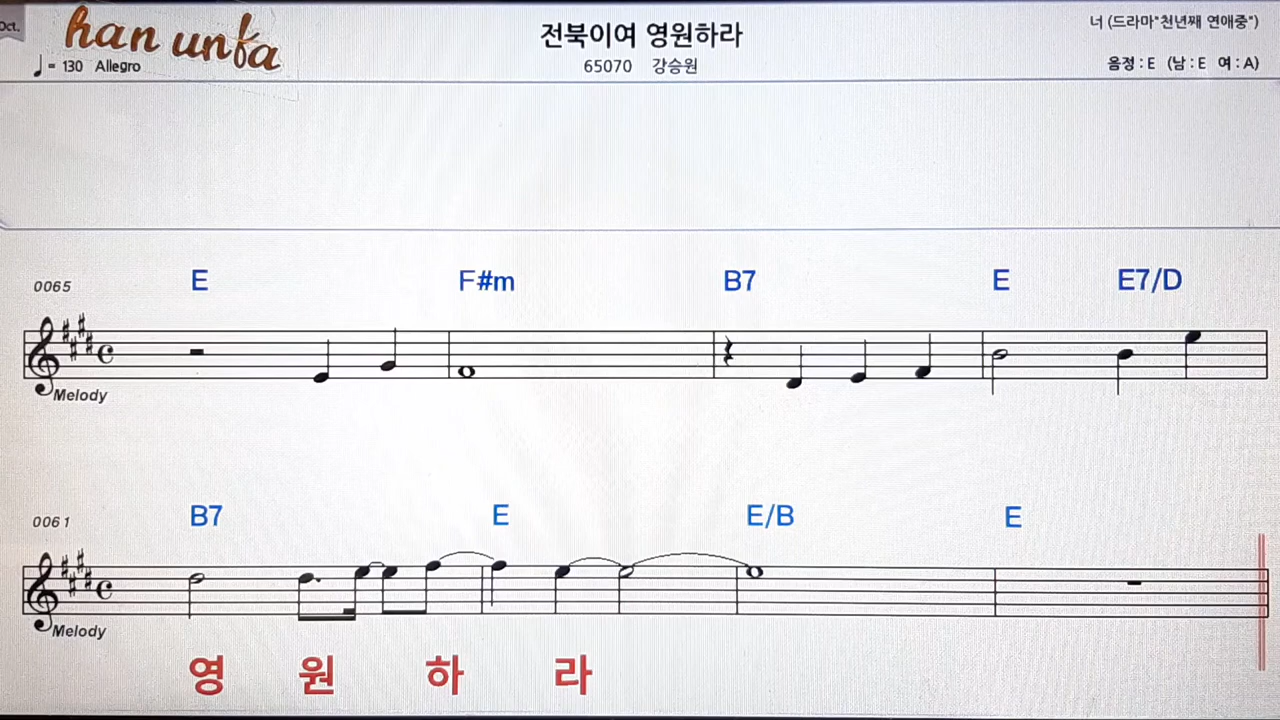 Oct.
han unfa
♩= 130 Allegro
전북이여 영원하라
65070 강승원
너 (드라마"천년째 연애중")
음정 : E (남 : E 여 : A)
0065
E F#m B7 E E7/D
Melody
0061
B7 E E/B E
Melody
영 원 하 라